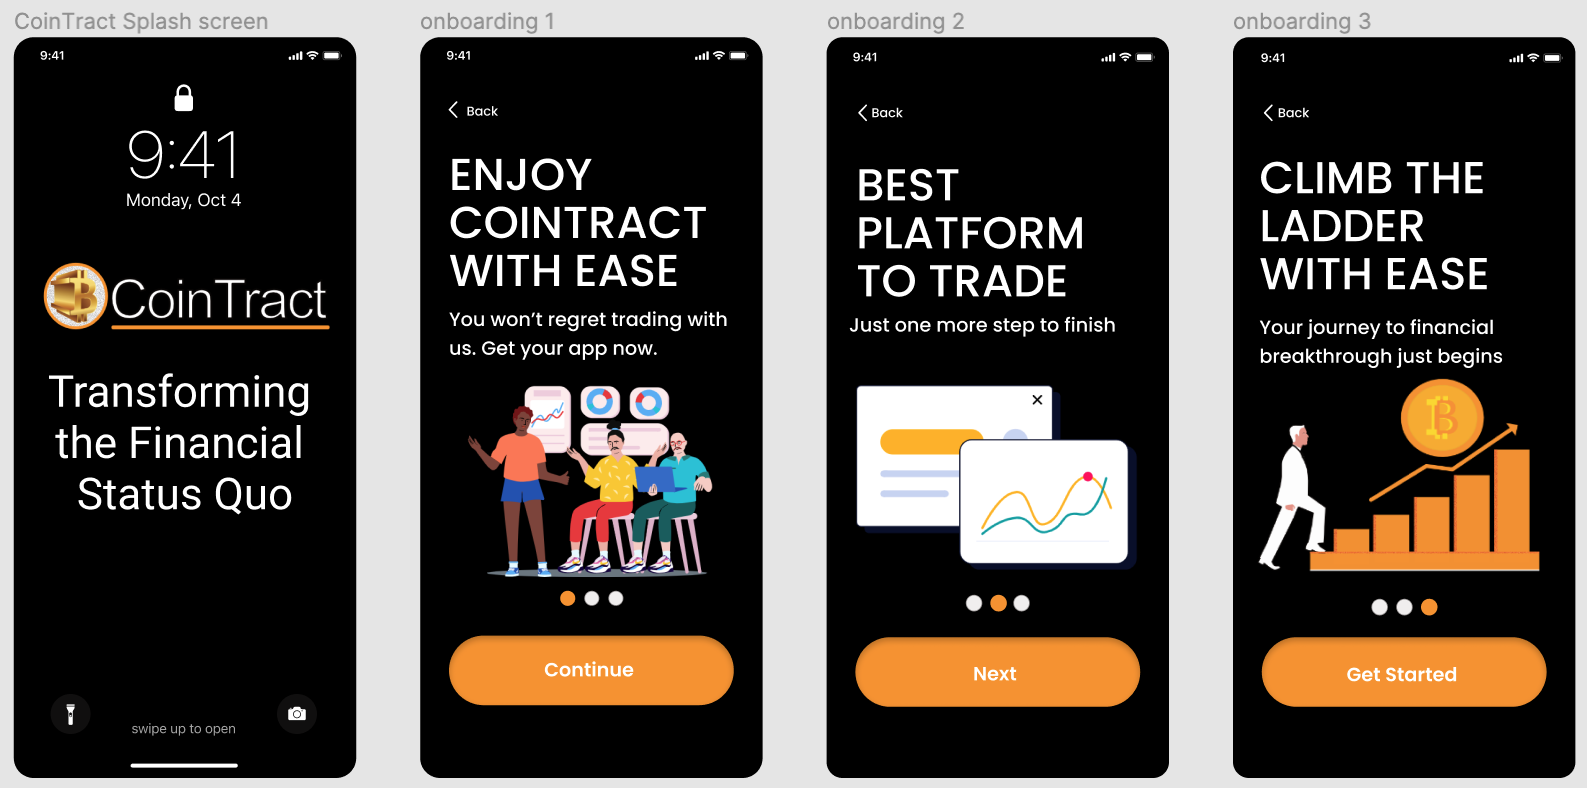 CoinTract Splash screen
9:41
9:41
Monday, Oct 4
CoinTract
Transforming
the Financial
Status Quo
swipe up to open
onboarding 1
9:41
Back
ENJOY
COINTRACT
WITH EASE
You won’t regret trading with
us. Get your app now.
Continue
onboarding 2
9:41
Back
BEST
PLATFORM
TO TRADE
Just one more step to finish
Next
onboarding 3
9:41
Back
CLIMB THE
LADDER
WITH EASE
Your journey to financial
breakthrough just begins
Get Started